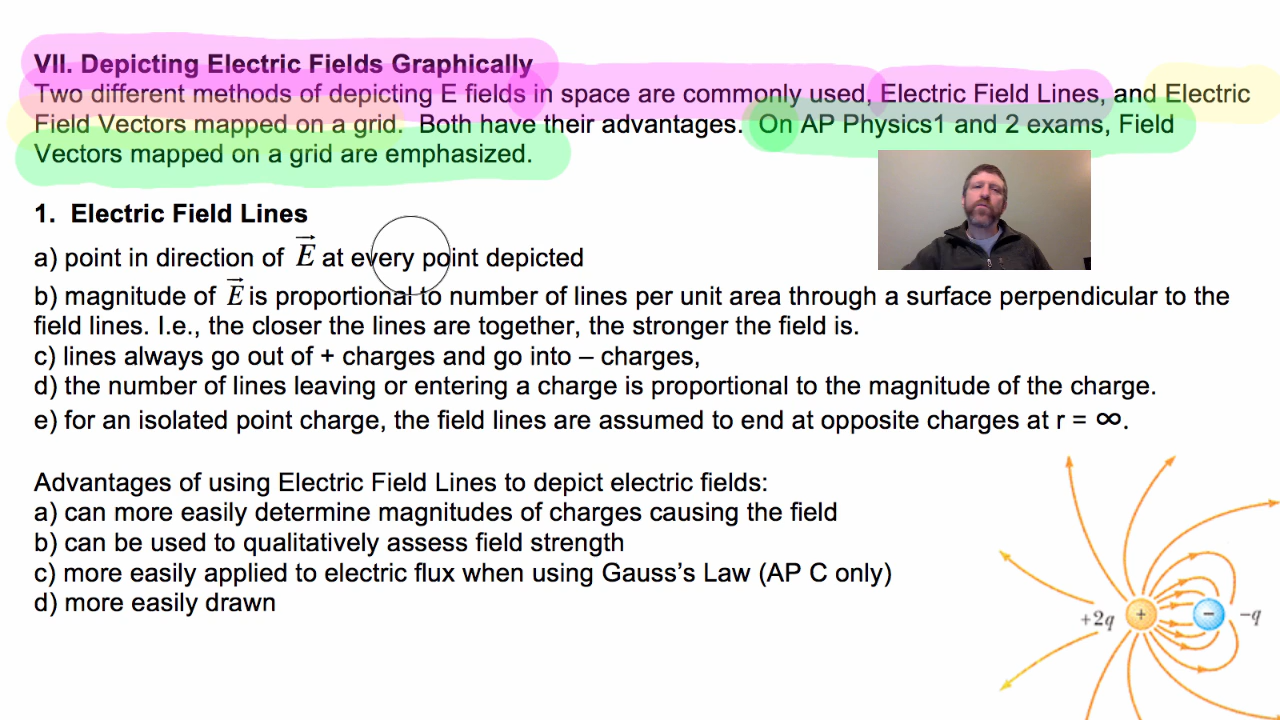 VII. Depicting Electric Fields Graphically
Two different methods of depicting E fields in space are commonly used, Electric Field Lines, and Electric
Field Vectors mapped on a grid.  Both have their advantages.  On AP Physics1 and 2 exams, Field
Vectors mapped on a grid are emphasized.
1.  Electric Field Lines
a) point in direction of E⃗ at every point depicted
b) magnitude of E⃗ is proportional to number of lines per unit area through a surface perpendicular to the
field lines. I.e., the closer the lines are together, the stronger the field is.
c) lines always go out of + charges and go into – charges,
d) the number of lines leaving or entering a charge is proportional to the magnitude of the charge.
e) for an isolated point charge, the field lines are assumed to end at opposite charges at r = ∞.
Advantages of using Electric Field Lines to depict electric fields:
a) can more easily determine magnitudes of charges causing the field
b) can be used to qualitatively assess field strength
c) more easily applied to electric flux when using Gauss's Law (AP C only)
d) more easily drawn
+2q + − −q